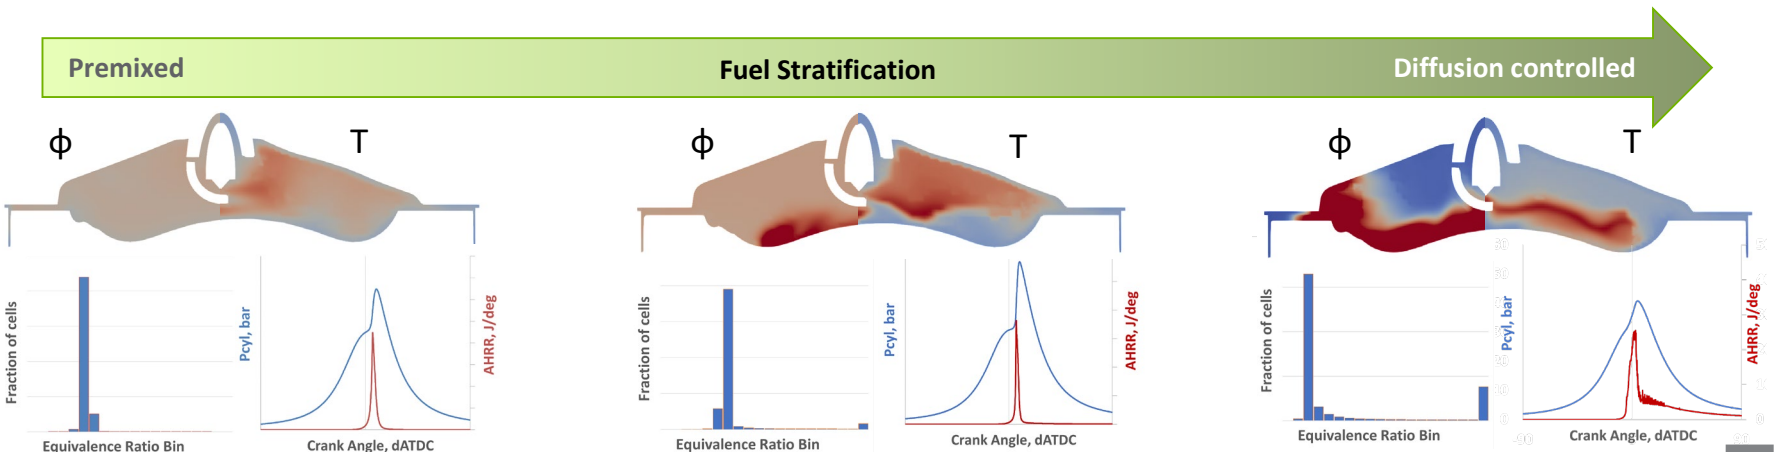 Premixed
Fuel Stratification
Diffusion controlled
ϕ
T
ϕ
T
ϕ
T
Fraction of cells
Equivalence Ratio Bin
Pcyl, bar
AHRR, J/deg
Crank Angle, dATDC
Fraction of cells
Equivalence Ratio Bin
Pcyl, bar
AHRR, J/deg
Crank Angle, dATDC
Fraction of cells
Equivalence Ratio Bin
Pcyl, bar
AHRR, J/deg
Crank Angle, dATDC